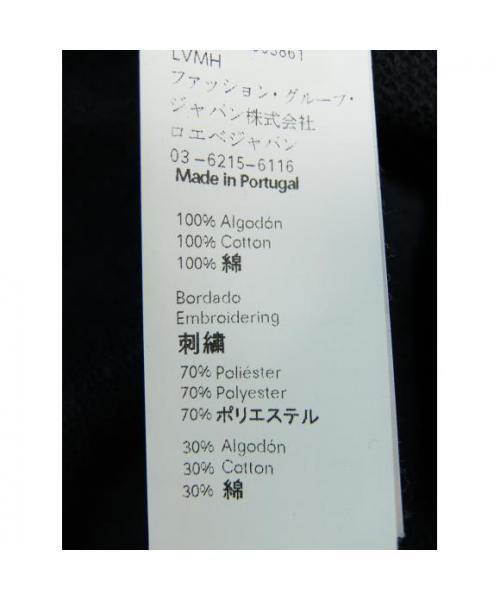 LVMH
ファッション・グループ・
ジャパン株式会社
ロエベジャパン
03-6215-6116
Made in Portugal
100% Algodón
100% Cotton
100% 綿
Bordado
Embroidering
刺繍
70% Poliéster
70% Polyester
70% ポリエステル
30% Algodón
30% Cotton
30% 綿